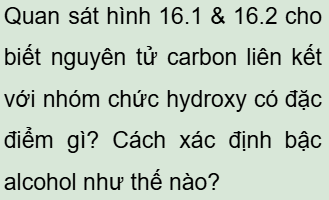 Quan sát hình 16.1 & 16.2 cho
biết nguyên tử carbon liên kết
với nhóm chức hydroxy có đặc
điểm gì? Cách xác định bậc
alcohol như thế nào?